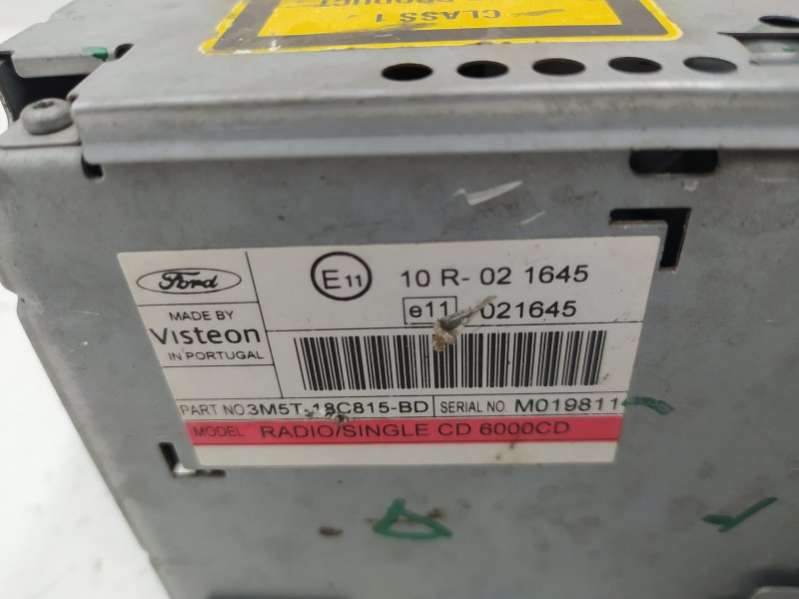 CLASS 1
PRODUCT
Ford
MADE BY
Visteon
IN PORTUGAL
E11 10 R- 02 1645
e11 021645
PART NO 3M5T-18C815-BD SERIAL NO. M019811
MODEL RADIO/SINGLE CD 6000CD